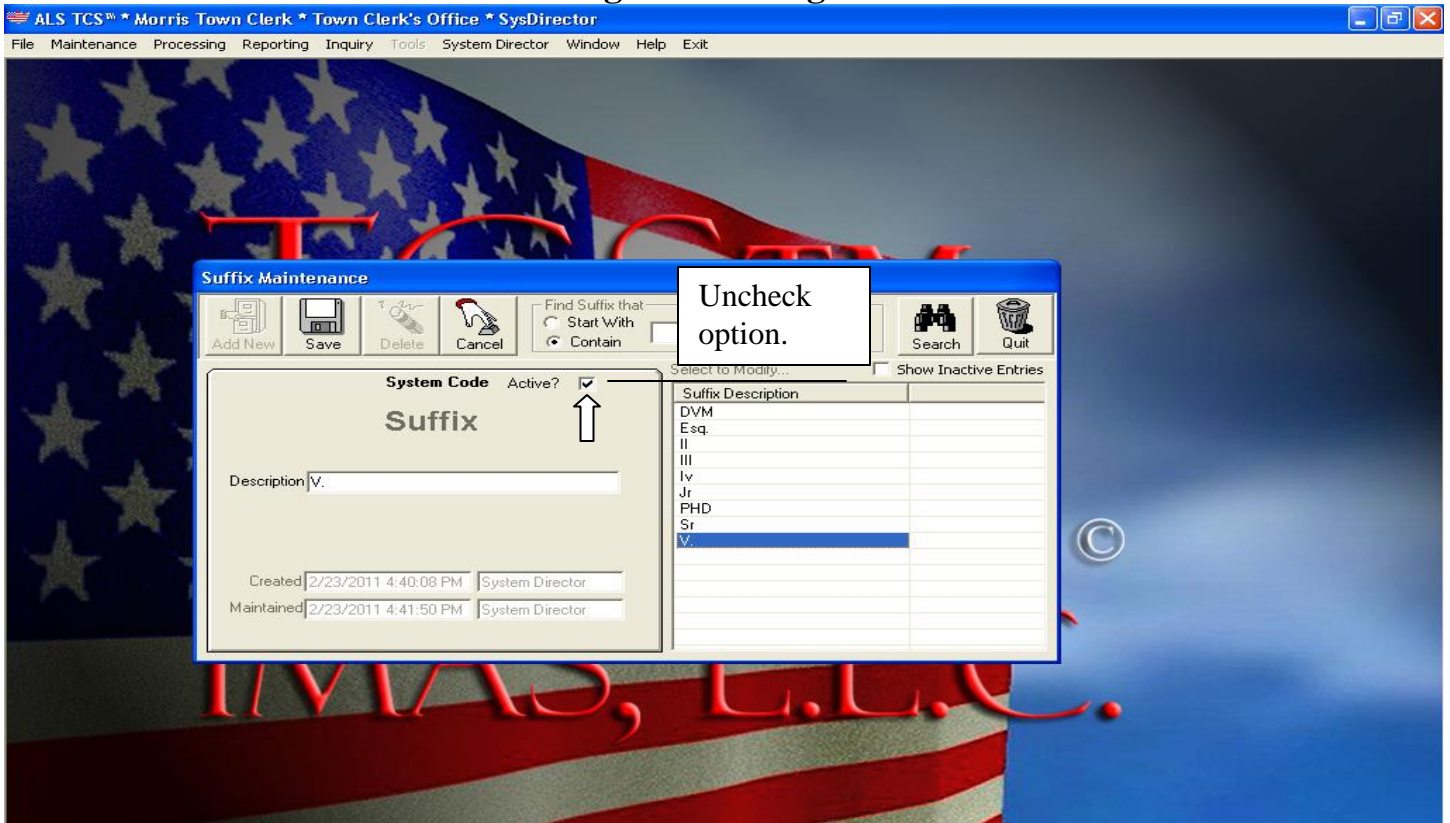 ALS TCS™ * Morris Town Clerk * Town Clerk's Office * SysDirector
File Maintenance Processing Reporting Inquiry Tools System Director Window Help Exit
Suffix Maintenance
Uncheck
option.
Find Suffix that
Start With
Contain
Add New Save Delete Cancel Search Quit
Select to Modify... Show Inactive Entries
System Code Active?
Suffix
Description V.
Created 2/23/2011 4:40:08 PM System Director
Maintained 2/23/2011 4:41:50 PM System Director
Suffix Description
DVM
Esq.
II
III
Iv
Jr
PHD
Sr
V.
©
IMAS, L.L.C.